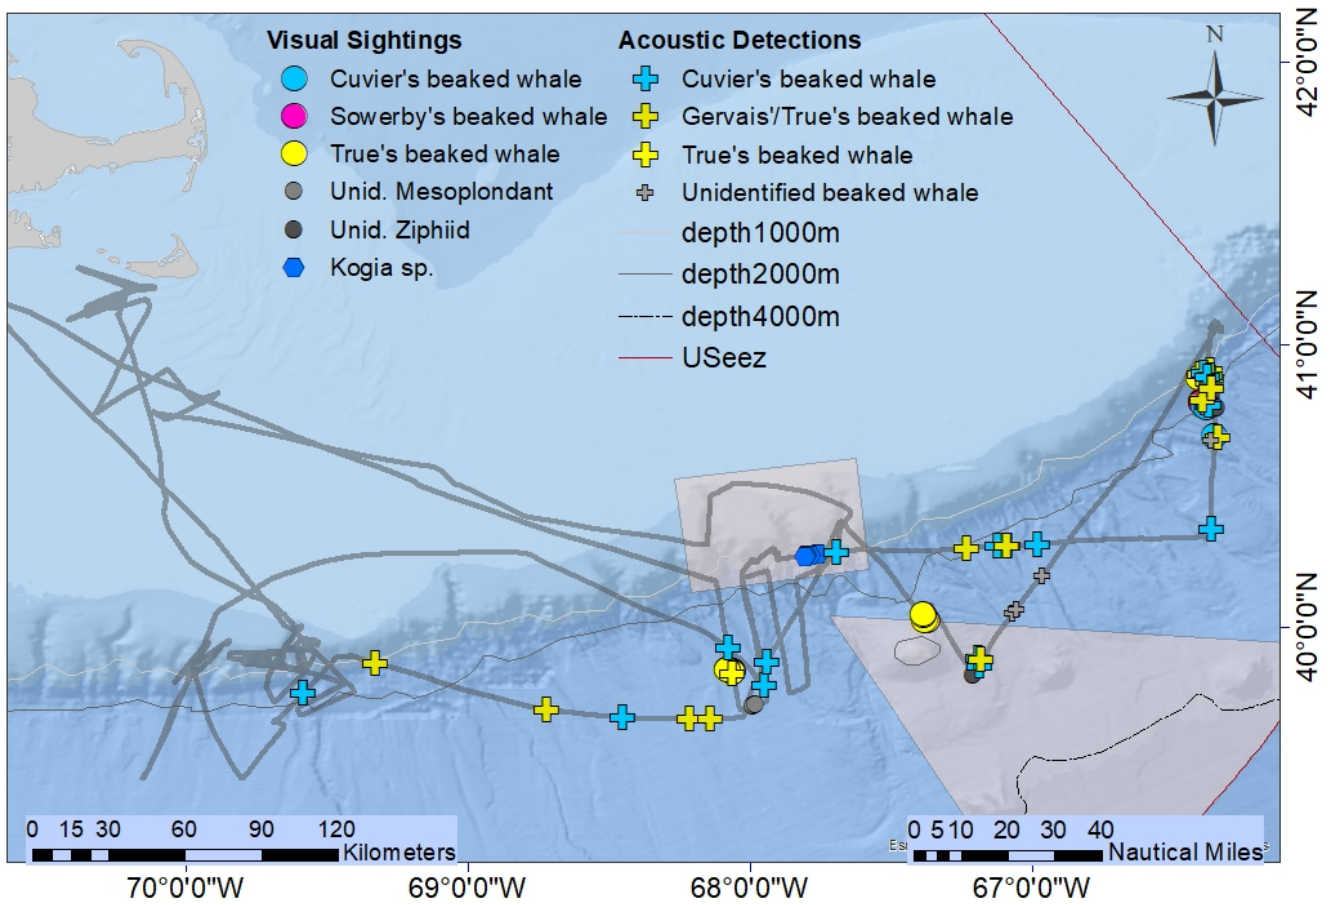 Visual Sightings
Cuvier's beaked whale
Sowerby's beaked whale
True's beaked whale
Unid. Mesoplondant
Unid. Ziphiid
Kogia sp.
Acoustic Detections
Cuvier's beaked whale
Gervais'/True's beaked whale
True's beaked whale
Unidentified beaked whale
depth1000m
depth2000m
depth4000m
USeez
N
42°0'0"N
41°0'0"N
40°0'0"N
0 15 30 60 90 120
Kilometers
0 5 10 20 30 40
Nautical Miles
70°0'0"W 69°0'0"W 68°0'0"W 67°0'0"W